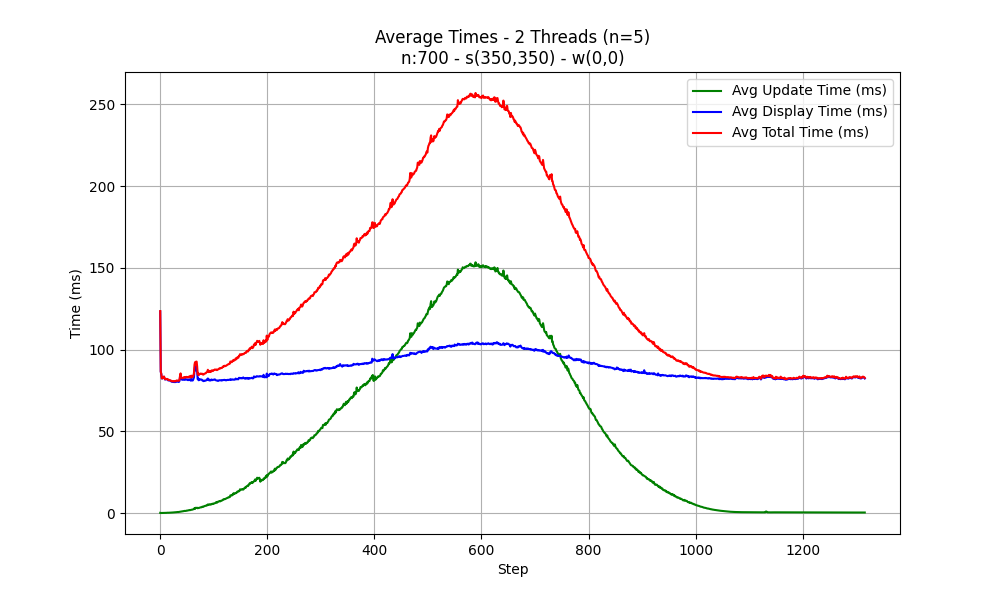 Average Times - 2 Threads (n=5)
n:700 - s(350,350) - w(0,0)
Avg Update Time (ms)
Avg Display Time (ms)
Avg Total Time (ms)
Time (ms)
250
200
150
100
50
0
0 200 400 600 800 1000 1200
Step